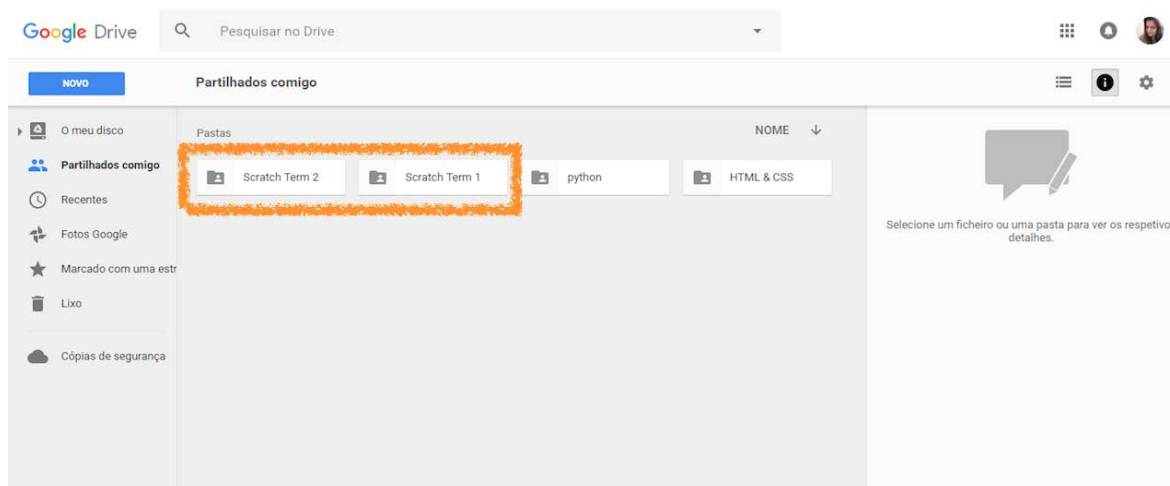 Google Drive
Pesquisar no Drive
NOVO
Partilhados comigo
O meu disco
Partilhados comigo
Recentes
Fotos Google
Marcado com uma estr
Lixo
Cópias de segurança
Pastas
NOME
Scratch Term 2
Scratch Term 1
python
HTML & CSS
Selecione um ficheiro ou uma pasta para ver os respetivo
detalhes.